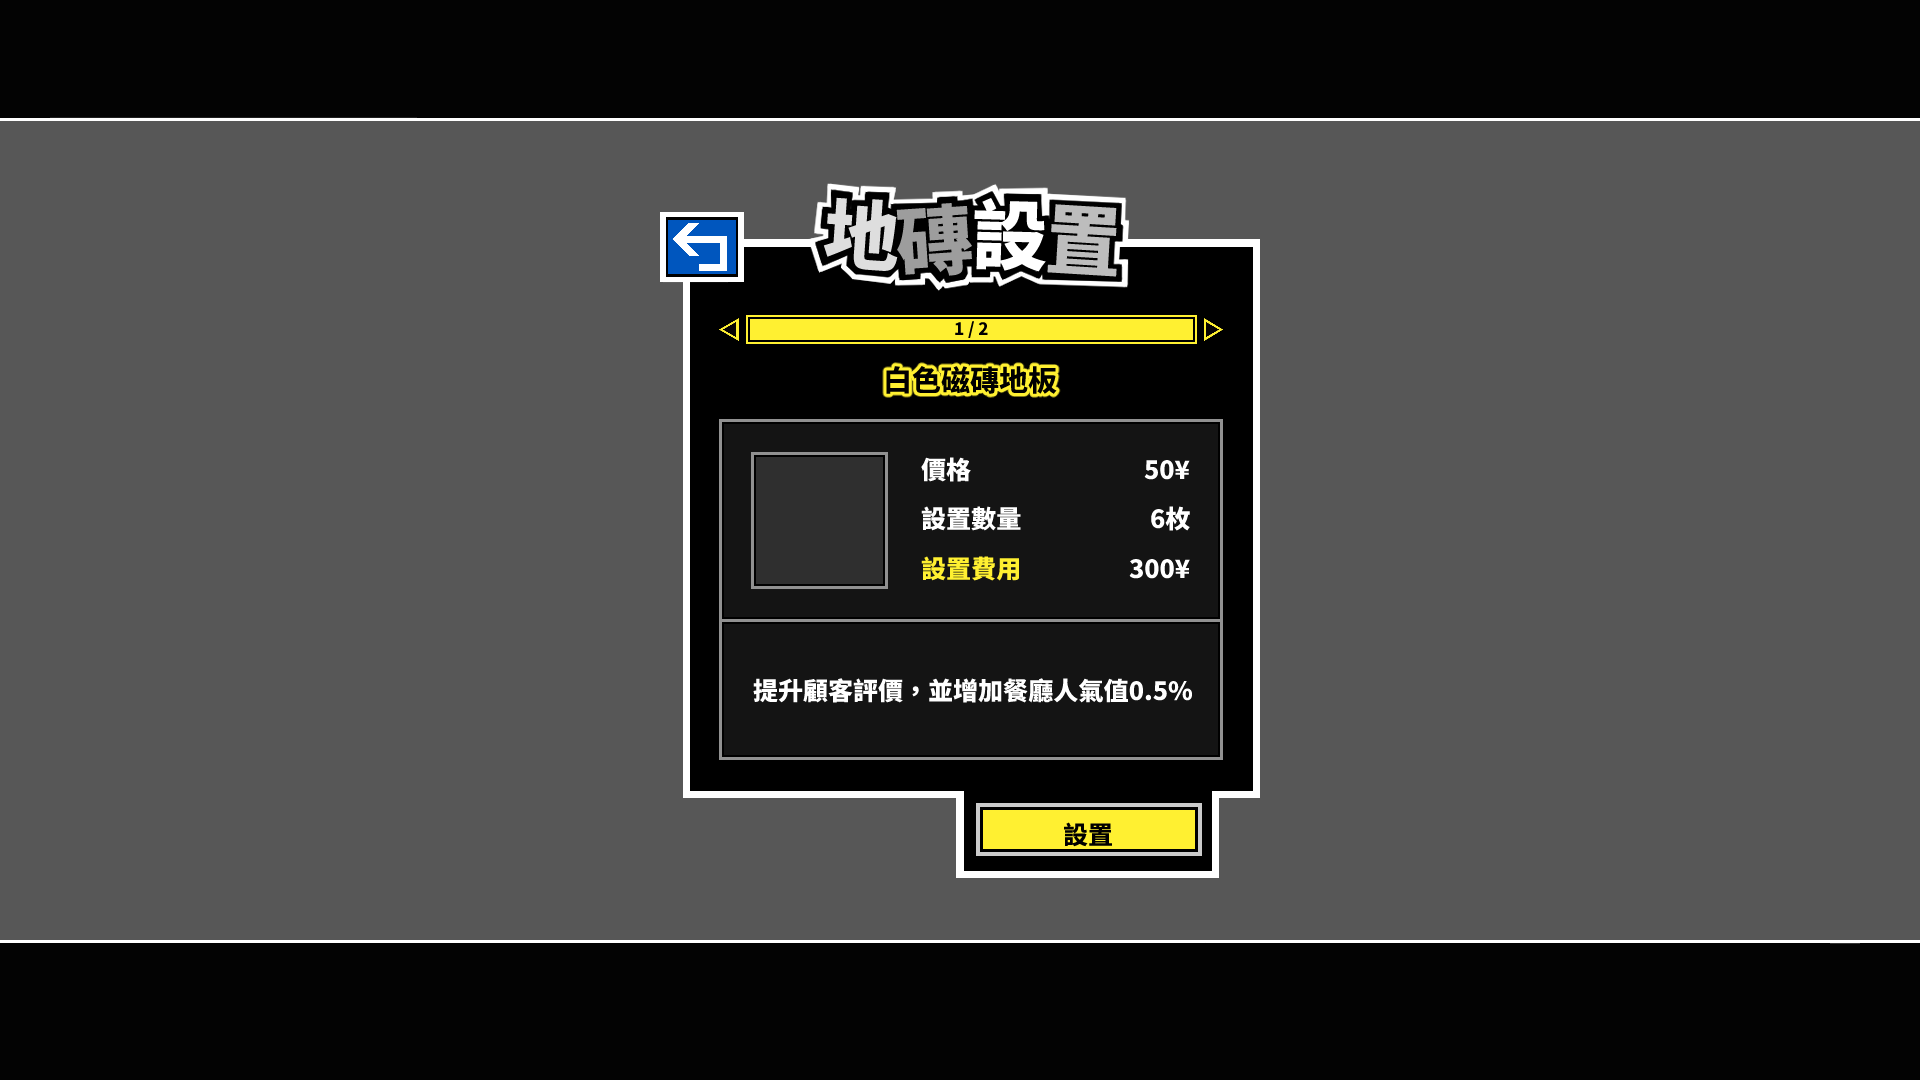 地磚設置
1 / 2
白色磁磚地板
價格 50¥
設置數量 6枚
設置費用 300¥
提升顧客評價，並增加餐廳人氣值0.5%
設置